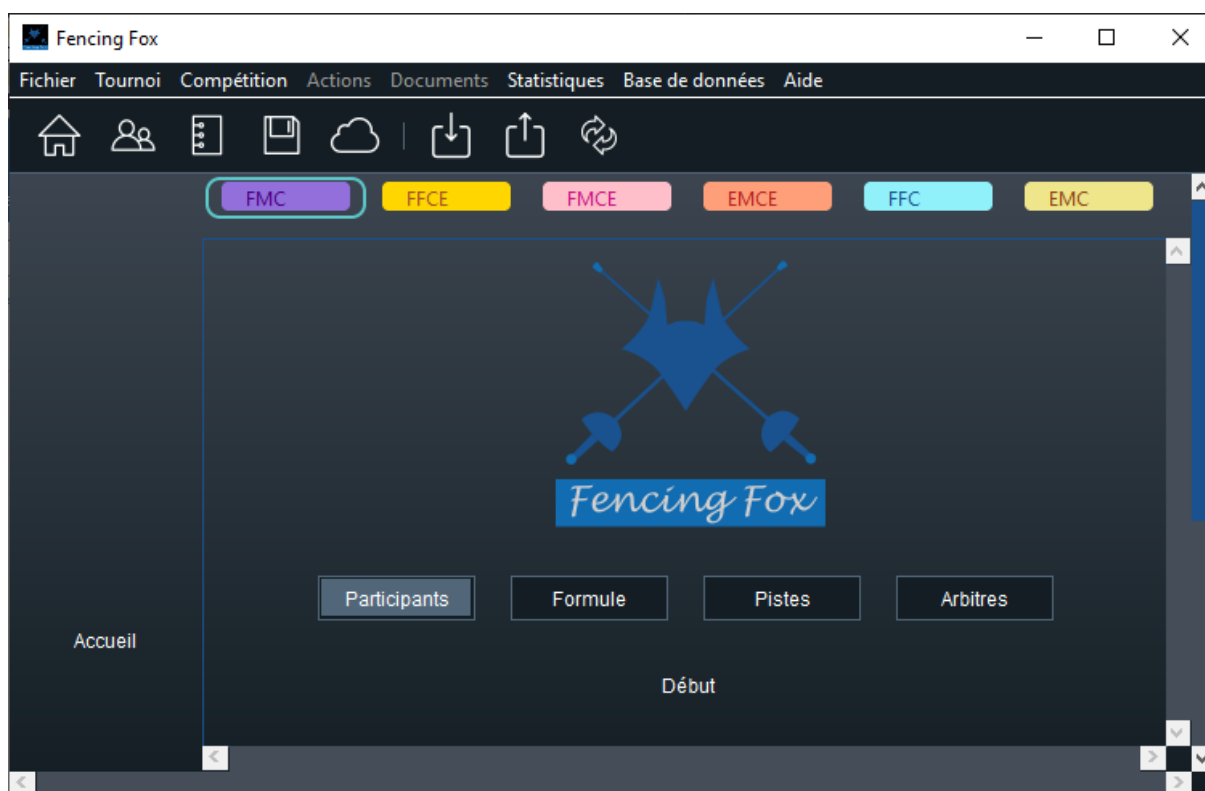 Fencing Fox
Fichier Tournoi Compétition Actions Documents Statistiques Base de données Aide
FMC FFCE FMCE EMCE FFC EMC
Fencing Fox
Participants Formule Pistes Arbitres
Accueil
Début